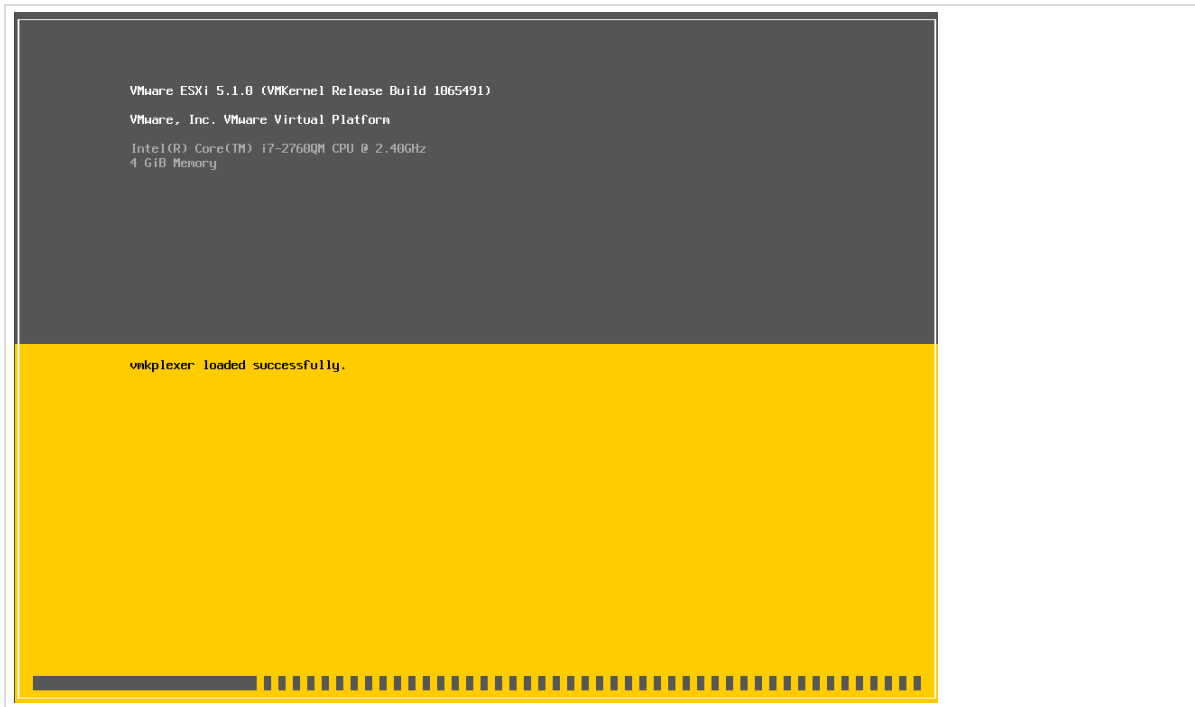 VMware ESXi 5.1.0 (VMKernel Release Build 1065491)
VMware, Inc. VMware Virtual Platform
Intel(R) Core(TM) i7-2760QM CPU @ 2.40GHz
4 GiB Memory
vmkplexer loaded successfully.